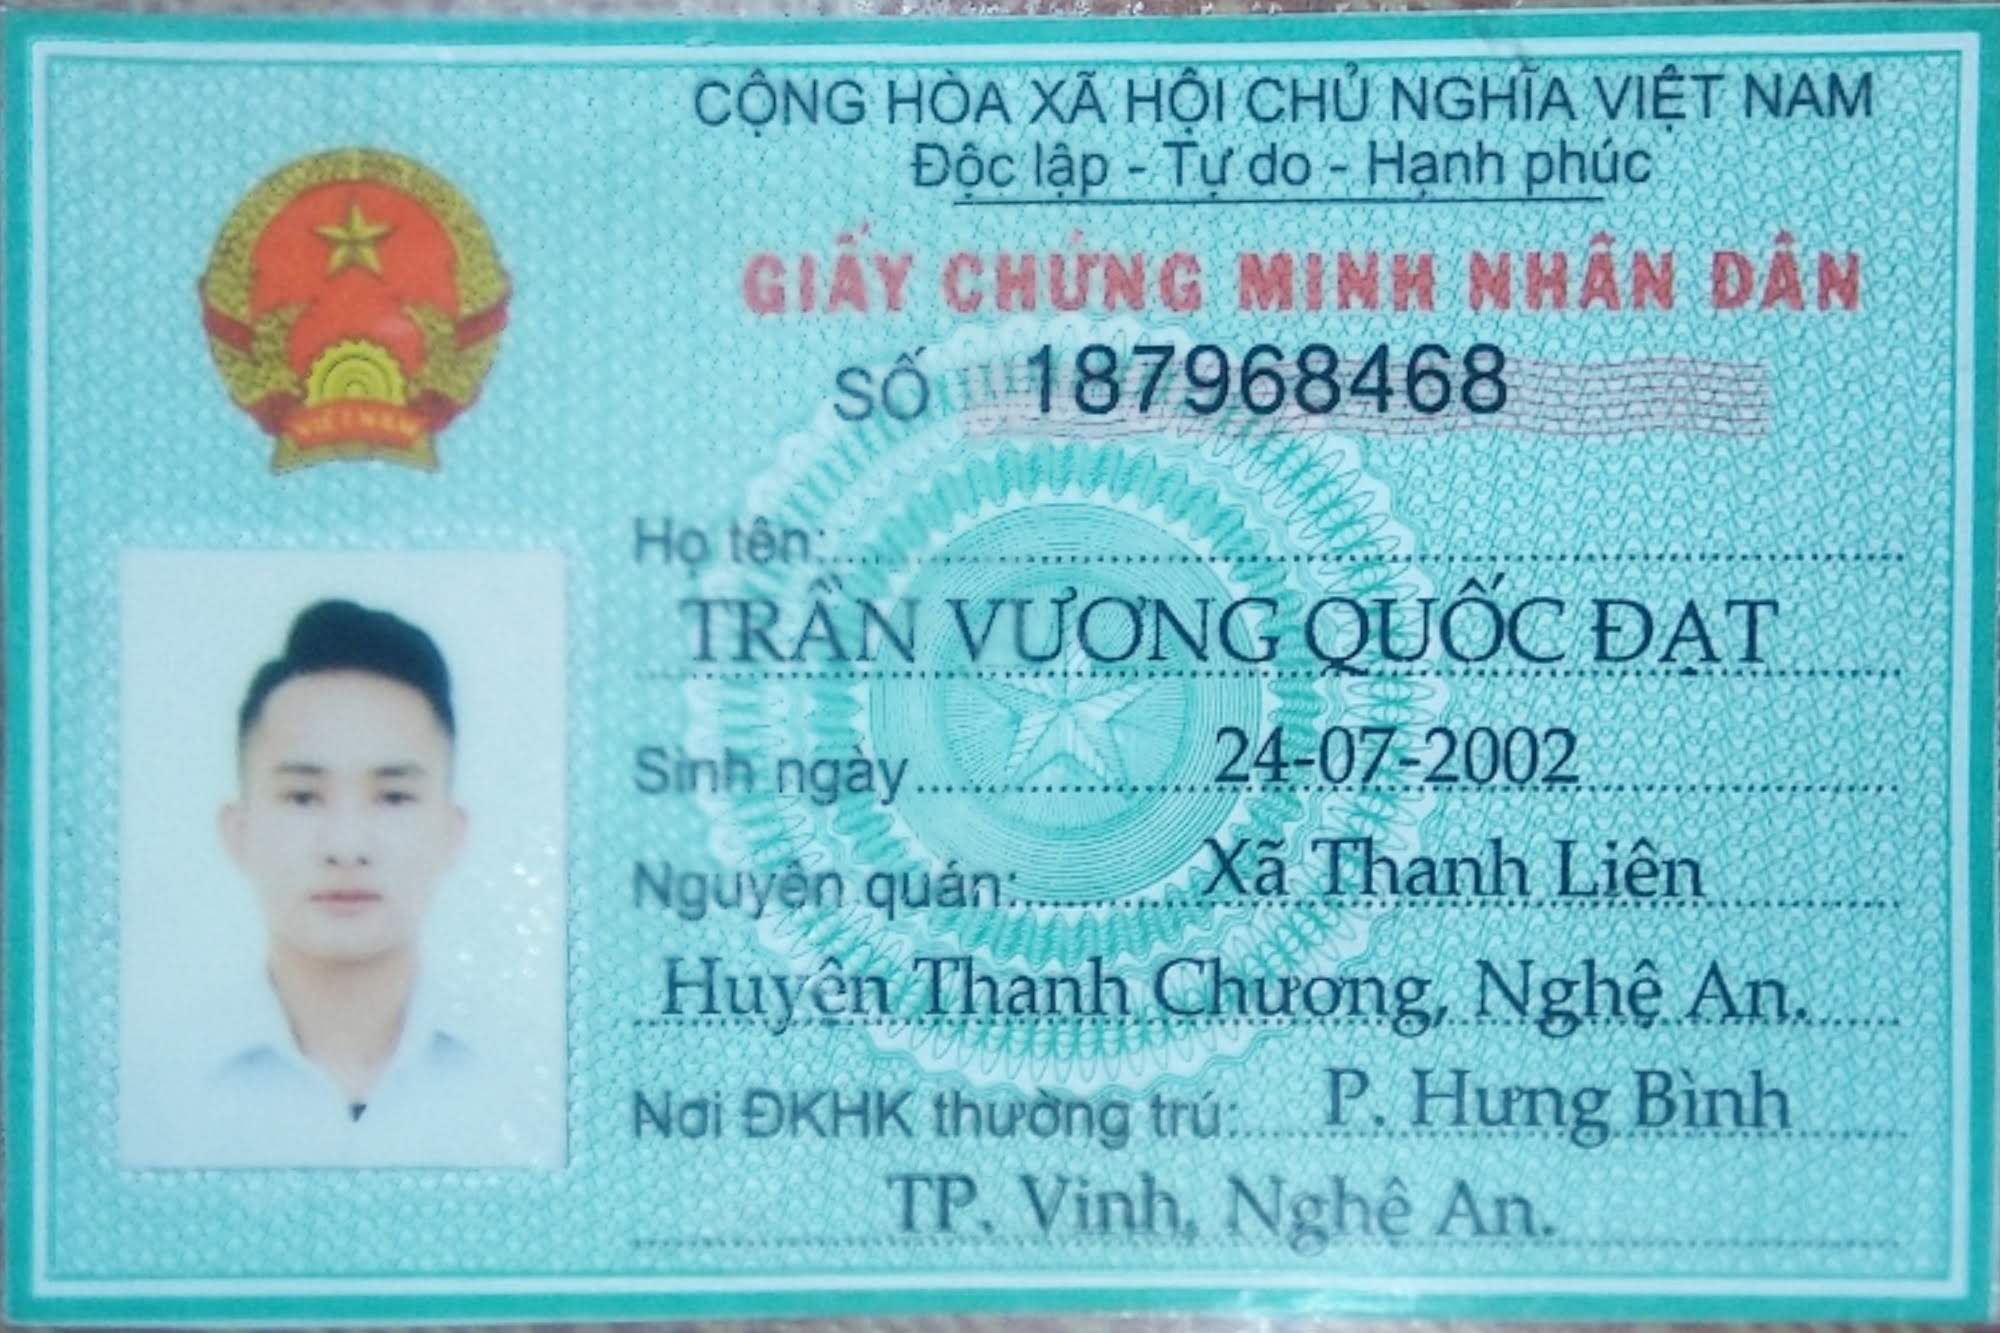 CỘNG HÒA XÃ HỘI CHỦ NGHĨA VIỆT NAM
Độc lập - Tự do - Hạnh phúc
GIẤY CHỨNG MINH NHÂN DÂN
SỐ 187968468
VIET NAM
Họ tên:
TRẦN VƯƠNG QUỐC ĐẠT
Sinh ngày 24-07-2002
Nguyên quán: Xã Thanh Liên
Huyện Thanh Chương, Nghệ An.
Nơi ĐKHK thường trú: P. Hưng Bình
TP. Vinh, Nghệ An.